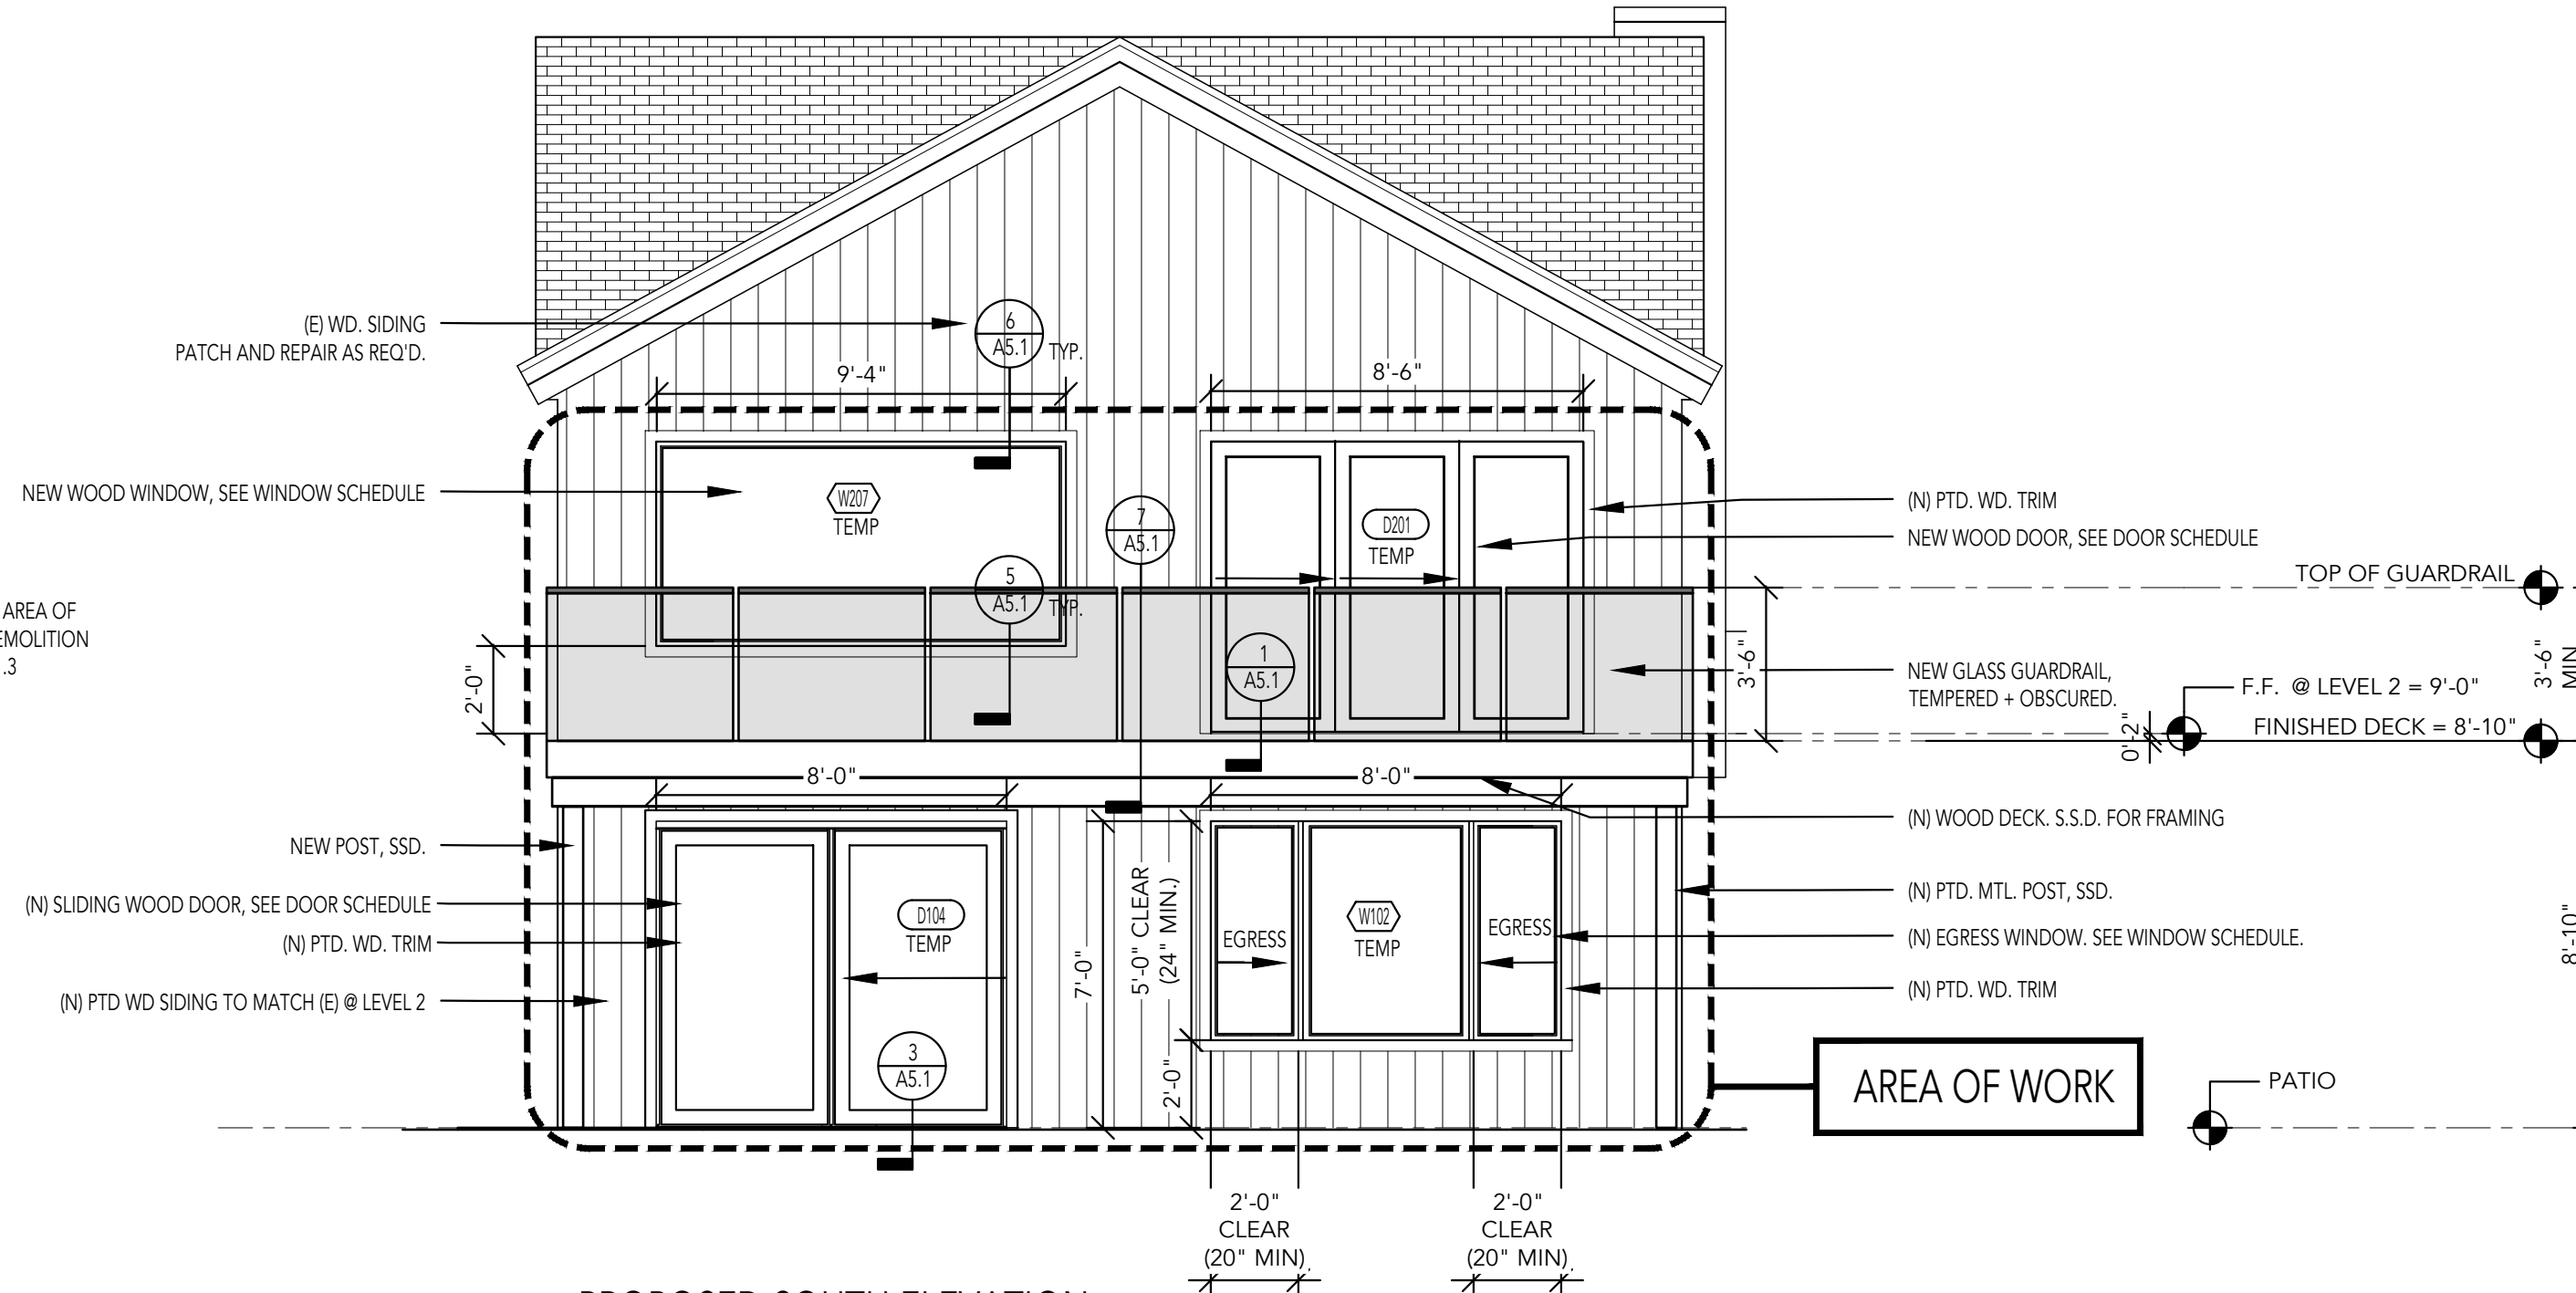 (E) WD. SIDING
PATCH AND REPAIR AS REQ'D.
6
A5.1
TYP.
9'-4"
8'-6"
NEW WOOD WINDOW, SEE WINDOW SCHEDULE
W207
TEMP
7
A5.1
D201
TEMP
(N) PTD. WD. TRIM
NEW WOOD DOOR, SEE DOOR SCHEDULE
TOP OF GUARDRAIL
AREA OF
EMOLITION
.3
5
A5.1
TYP.
2'-0"
1
A5.1
3'-6"
NEW GLASS GUARDRAIL,
TEMPERED + OBSCURED.
F.F. @ LEVEL 2 = 9'-0"
3'-6"
MIN
0'-2"
FINISHED DECK = 8'-10"
8'-0"
8'-0"
(N) WOOD DECK. S.S.D. FOR FRAMING
NEW POST, SSD.
(N) PTD. MTL. POST, SSD.
(N) SLIDING WOOD DOOR, SEE DOOR SCHEDULE
D104
TEMP
7'-0"
5'-0" CLEAR
(24" MIN.)
EGRESS
W102
TEMP
EGRESS
(N) EGRESS WINDOW. SEE WINDOW SCHEDULE.
8'-10"
(N) PTD. WD. TRIM
(N) PTD WD SIDING TO MATCH (E) @ LEVEL 2
(N) PTD. WD. TRIM
3
A5.1
2'-0"
AREA OF WORK
PATIO
2'-0"
CLEAR
(20" MIN).
2'-0"
CLEAR
(20" MIN).
PROPOSED SOUTH ELEVATION